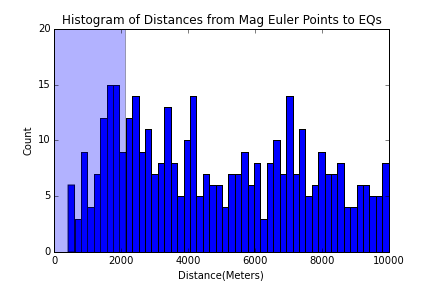 Histogram of Distances from Mag Euler Points to EQs
20
15
10
5
0
Count
0 2000 4000 6000 8000 10000
Distance(Meters)